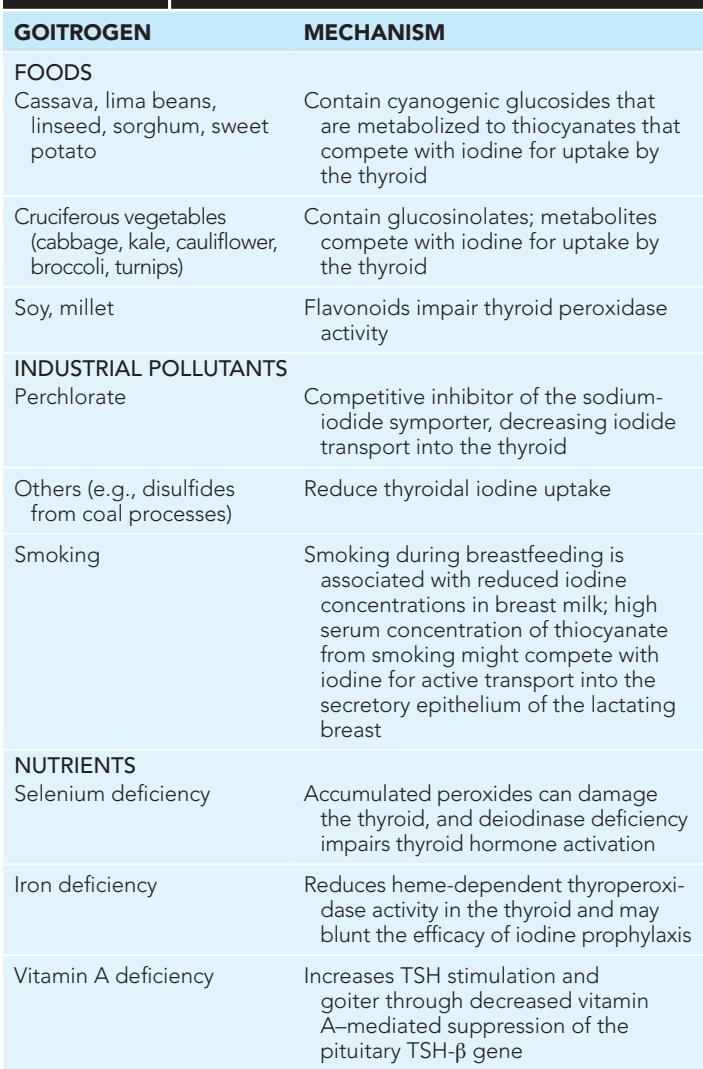 GOITROGEN MECHANISM
FOODS
Cassava, lima beans,
linseed, sorghum, sweet
potato
Contain cyanogenic glucosides that
are metabolized to thiocyanates that
compete with iodine for uptake by
the thyroid
Cruciferous vegetables
(cabbage, kale, cauliflower,
broccoli, turnips)
Contain glucosinolates; metabolites
compete with iodine for uptake by
the thyroid
Soy, millet
Flavonoids impair thyroid peroxidase
activity
INDUSTRIAL POLLUTANTS
Perchlorate
Competitive inhibitor of the sodium-
iodide symporter, decreasing iodide
transport into the thyroid
Others (e.g., disulfides
from coal processes)
Reduce thyroidal iodine uptake
Smoking
Smoking during breastfeeding is
associated with reduced iodine
concentrations in breast milk; high
serum concentration of thiocyanate
from smoking might compete with
iodine for active transport into the
secretory epithelium of the lactating
breast
NUTRIENTS
Selenium deficiency
Accumulated peroxides can damage
the thyroid, and deiodinase deficiency
impairs thyroid hormone activation
Iron deficiency
Reduces heme-dependent thyroperoxi-
dase activity in the thyroid and may
blunt the efficacy of iodine prophylaxis
Vitamin A deficiency
Increases TSH stimulation and
goiter through decreased vitamin
A–mediated suppression of the
pituitary TSH-β gene